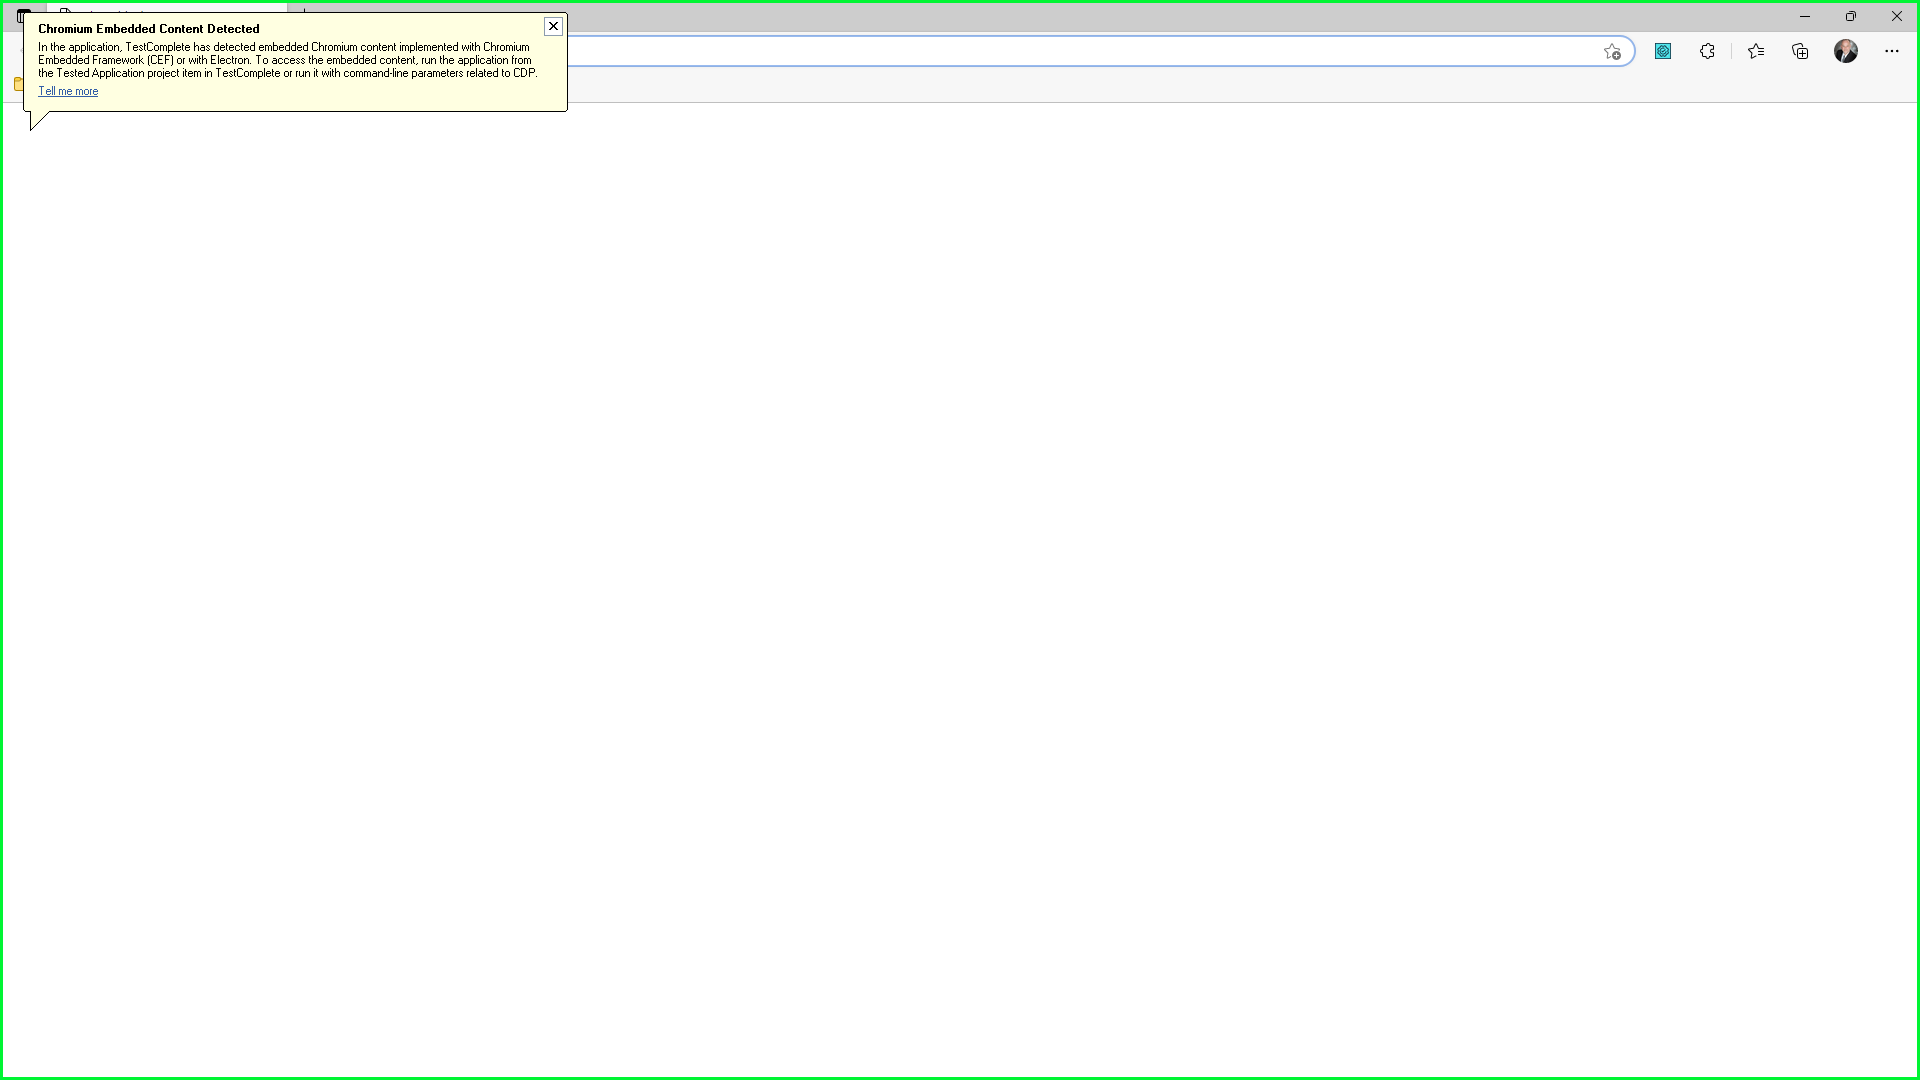 Chromium Embedded Content Detected
In the application, TestComplete has detected embedded Chromium content implemented with Chromium
Embedded Framework (CEF) or with Electron. To access the embedded content, run the application from
the Tested Application project item in TestComplete or run it with command-line parameters related to CDP.
Tell me more